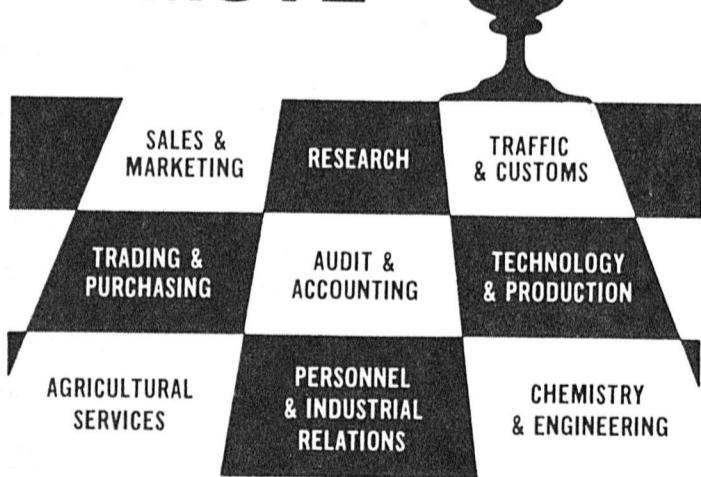 SALES &
MARKETING
RESEARCH
TRAFFIC
& CUSTOMS
TRADING &
PURCHASING
AUDIT &
ACCOUNTING
TECHNOLOGY
& PRODUCTION
AGRICULTURAL
SERVICES
PERSONNEL
& INDUSTRIAL
RELATIONS
CHEMISTRY
& ENGINEERING